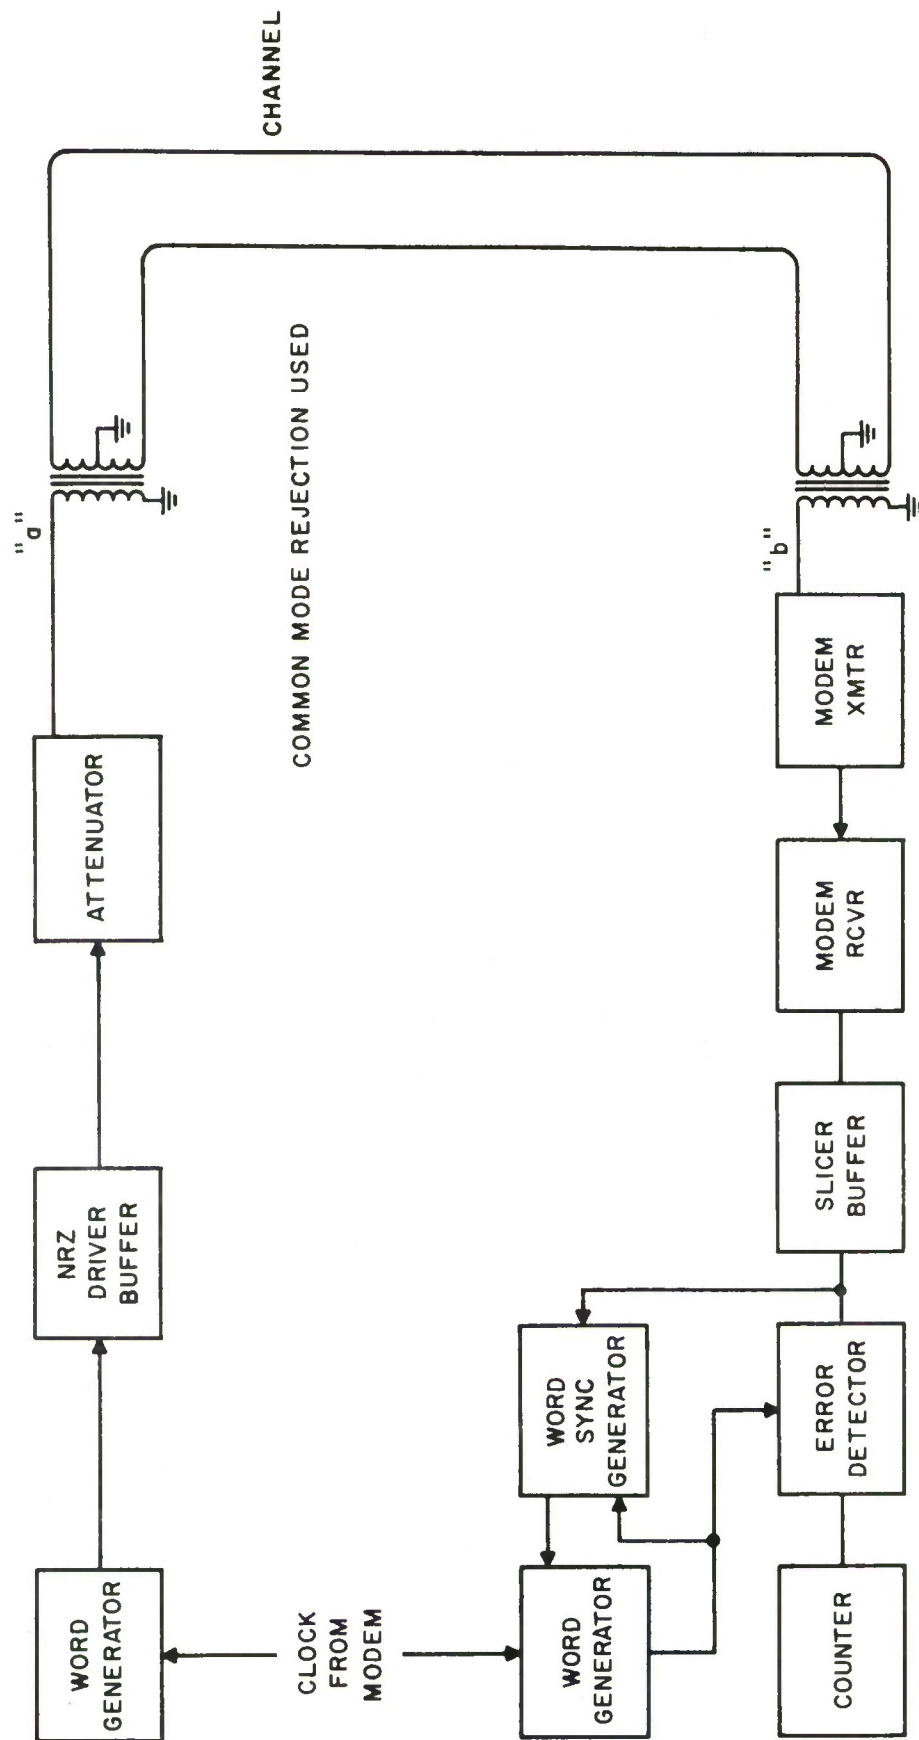 WORD
GENERATOR
NRZ
DRIVER
BUFFER
ATTENUATOR
"a"
CHANNEL
COMMON MODE REJECTION USED
CLOCK
FROM
MODEM
WORD
GENERATOR
WORD
SYNC
GENERATOR
COUNTER
ERROR
DETECTOR
SLICER
BUFFER
MODEM
RCVR
MODEM
XMTR
"b"